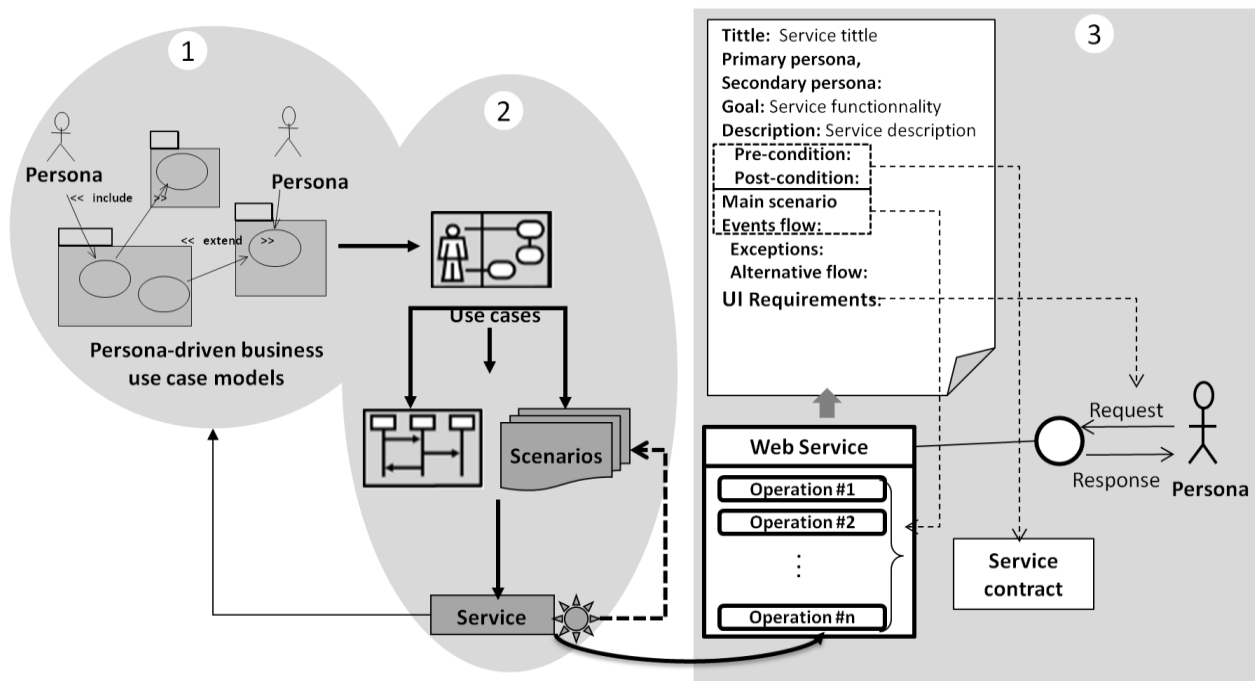 1
Persona
Persona
<< include >>
<< extend >>
Persona-driven business
use case models
2
Use cases
Scenarios
Service
3
Tittle: Service tittle
Primary persona,
Secondary persona:
Goal: Service functionnality
Description: Service description
Pre-condition:
Post-condition:
Main scenario
Events flow:
Exceptions:
Alternative flow:
UI Requirements:
Web Service
Operation #1
Operation #2
⋮
Operation #n
Request
Response
Persona
Service
contract